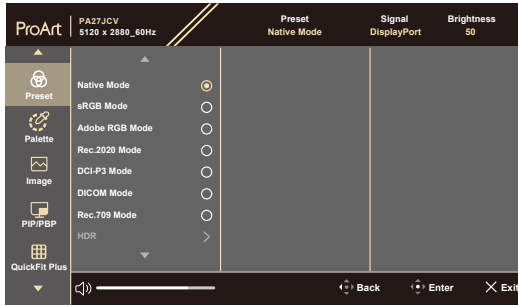 ProArt
PA27JCV
5120 x 2880_60Hz
Preset
Native Mode
Signal
DisplayPort
Brightness
50
Preset
Palette
Image
PIP/PBP
QuickFit Plus
Native Mode
sRGB Mode
Adobe RGB Mode
Rec.2020 Mode
DCI-P3 Mode
DICOM Mode
Rec.709 Mode
HDR
Back
Enter
Exit